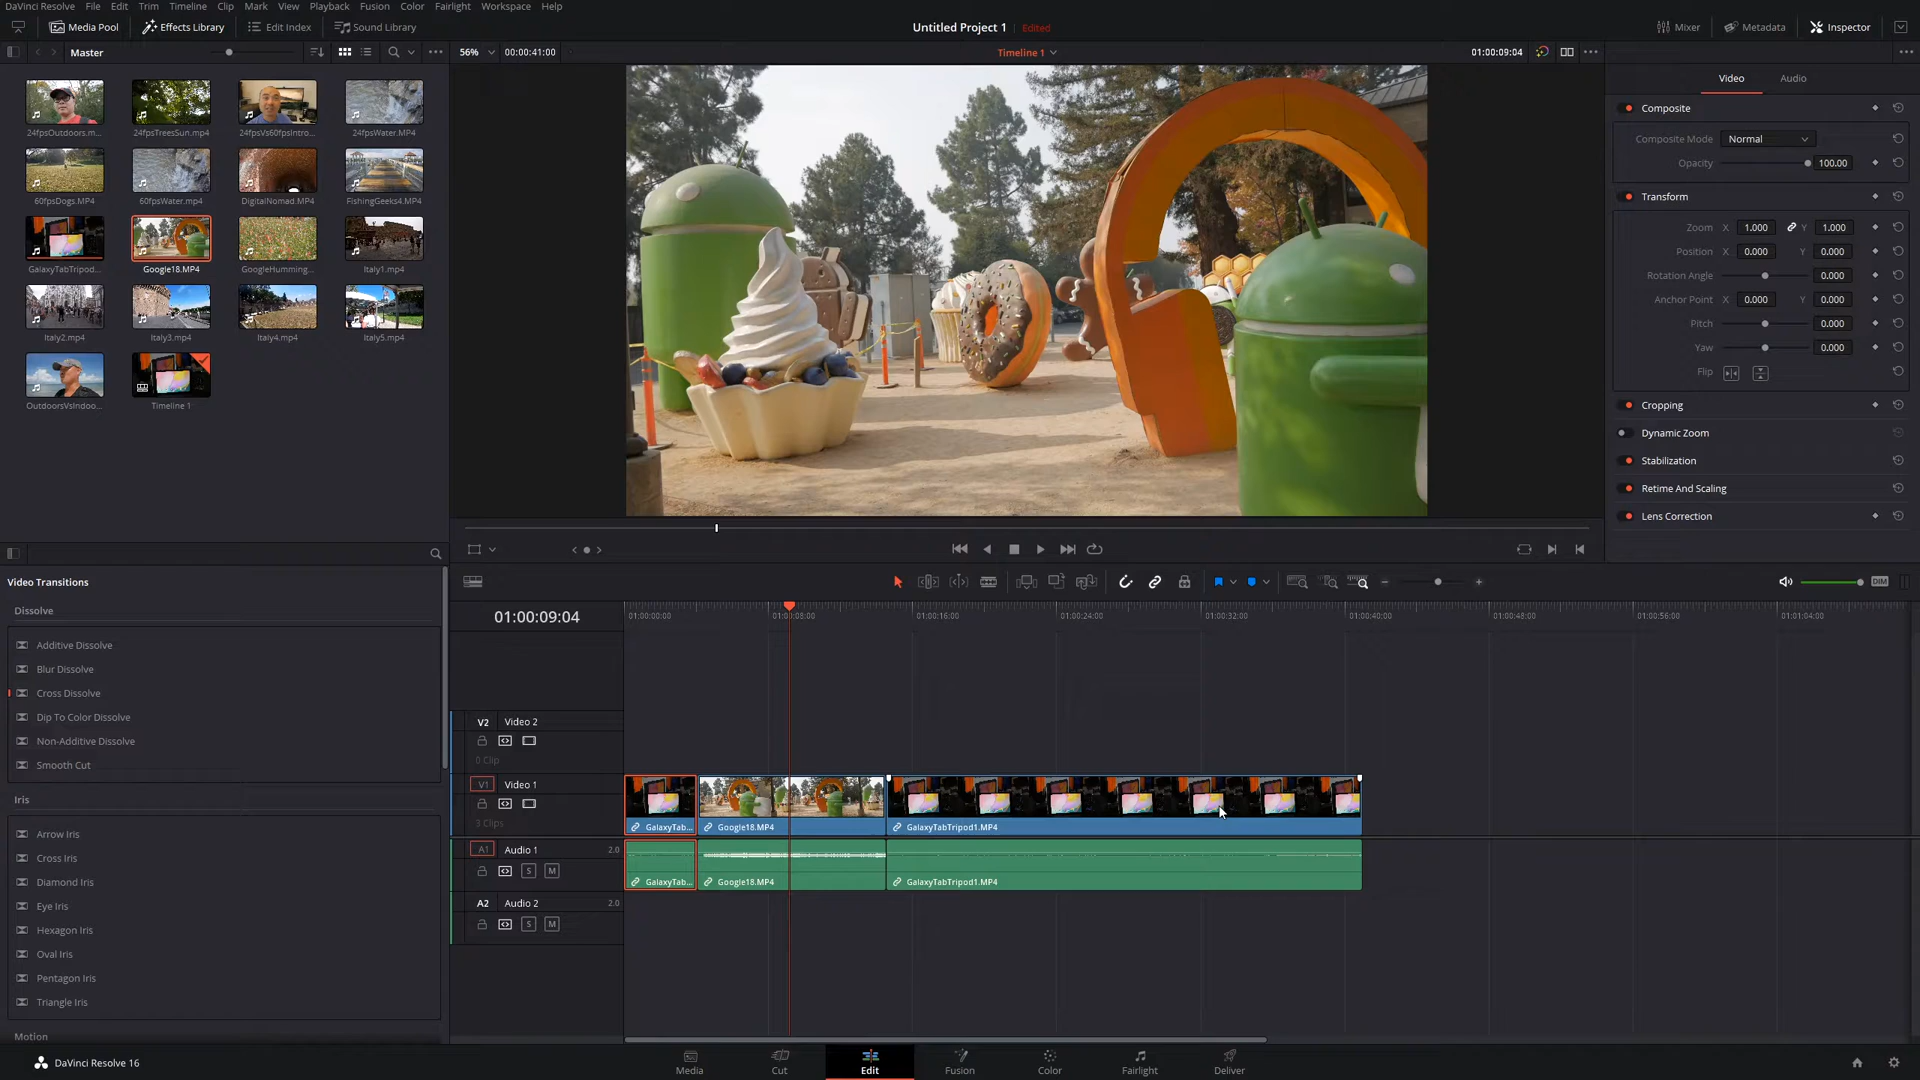 DaVinci Resolve File Edit Trim Timeline Clip Mark View Playback Fusion Color Fairlight Workspace Help
Media Pool Effects Library Edit Index Sound Library Untitled Project 1 Edited Mixer Metadata Inspector
Master 56% 00:00:41:00 Timeline 1 01:00:09:04
Video Audio
24fpsOutdoors.m... 24fpsTreesSun.mp4 24fpsVs60fpsIntro... 24fpsWater.MP4
60fpsDogs.MP4 60fpsWater.mp4 DigitalNomad.MP4 FishingGeeks4.MP4
GalaxyTabTripod... Google18.MP4 GoogleHumming... Italy1.mp4
Italy2.mp4 Italy3.mp4 Italy4.mp4 Italy5.mp4
OutdoorsVsIndoo... Timeline 1
Composite
Composite Mode Normal
Opacity 100.00
Transform
Zoom X 1.000 Y 1.000
Position X 0.000 Y 0.000
Rotation Angle 0.000
Anchor Point X 0.000 Y 0.000
Pitch 0.000
Yaw 0.000
Flip
Cropping
Dynamic Zoom
Stabilization
Retime And Scaling
Lens Correction
Video Transitions
Dissolve
Additive Dissolve
Blur Dissolve
Cross Dissolve
Dip To Color Dissolve
Non-Additive Dissolve
Smooth Cut
Iris
Arrow Iris
Cross Iris
Diamond Iris
Eye Iris
Hexagon Iris
Oval Iris
Pentagon Iris
Triangle Iris
Motion
DIM
01:00:09:04 01:00:00:00 01:00:08:00 01:00:16:00 01:00:24:00 01:00:32:00 01:00:40:00 01:00:48:00 01:00:56:00 01:01:04:00
V2 Video 2
0 Clip
V1 Video 1
3 Clips
GalaxyTab... Google18.MP4 GalaxyTabTripod1.MP4
A1 Audio 1 2.0
S M
GalaxyTab... Google18.MP4 GalaxyTabTripod1.MP4
A2 Audio 2 2.0
S M
DaVinci Resolve 16 Media Cut Edit Fusion Color Fairlight Deliver